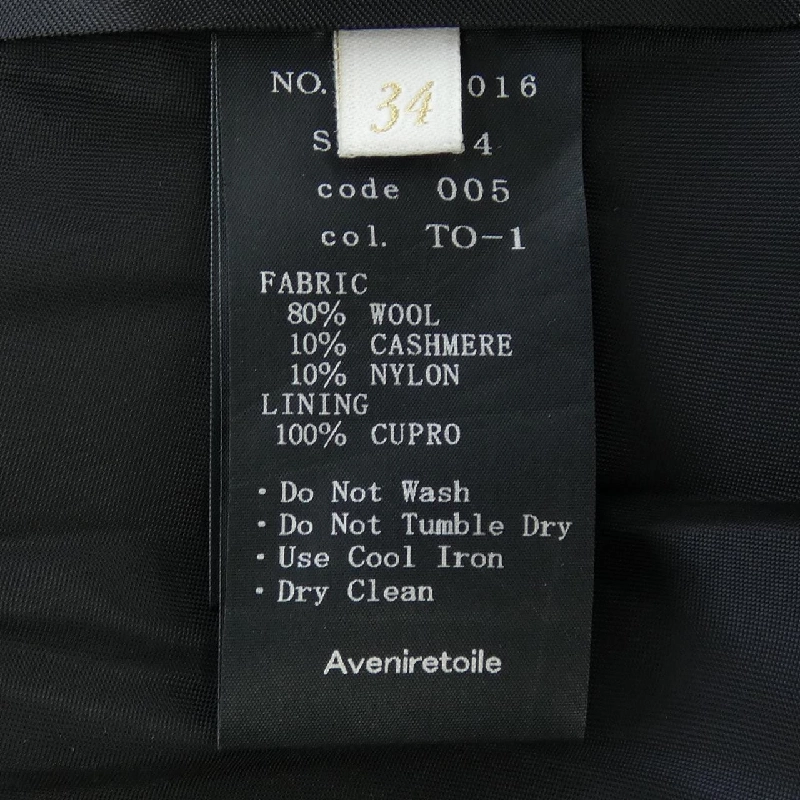 NO. 016
34
code 005
col. TO-1
FABRIC
80% WOOL
10% CASHMERE
10% NYLON
LINING
100% CUPRO
・Do Not Wash
・Do Not Tumble Dry
・Use Cool Iron
・Dry Clean
Aveniretoile